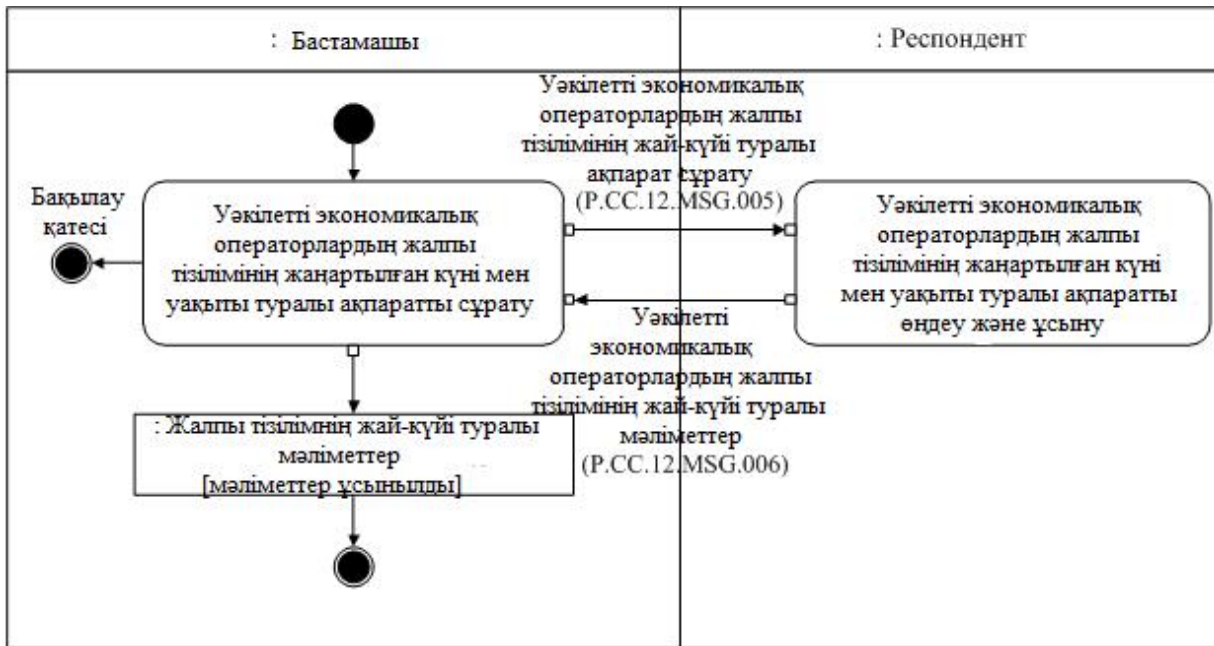 : Бастамашы
: Респондент
Уәкілетті экономикалық
операторлардың жалпы
тізілімінің жай-күйі туралы
ақпарат сұрату
(P.CC.12.MSG.005)
Бақылау
қатесі
Уәкілетті экономикалық
операторлардың жалпы
тізілімінің жаңартылған күні мен
уақыты туралы ақпаратты сұрату
Уәкілетті экономикалық
операторлардың жалпы
тізілімінің жаңартылған күні
мен уақыты туралы ақпаратты
өңдеу және ұсыну
Уәкілетті
экономикалық
операторлардың жалпы
тізілімінің жай-күйі туралы
мәліметтер
(P.CC.12.MSG.006)
: Жалпы тізілімнің жай-күйі туралы
мәліметтер
[мәліметтер ұсынылды]